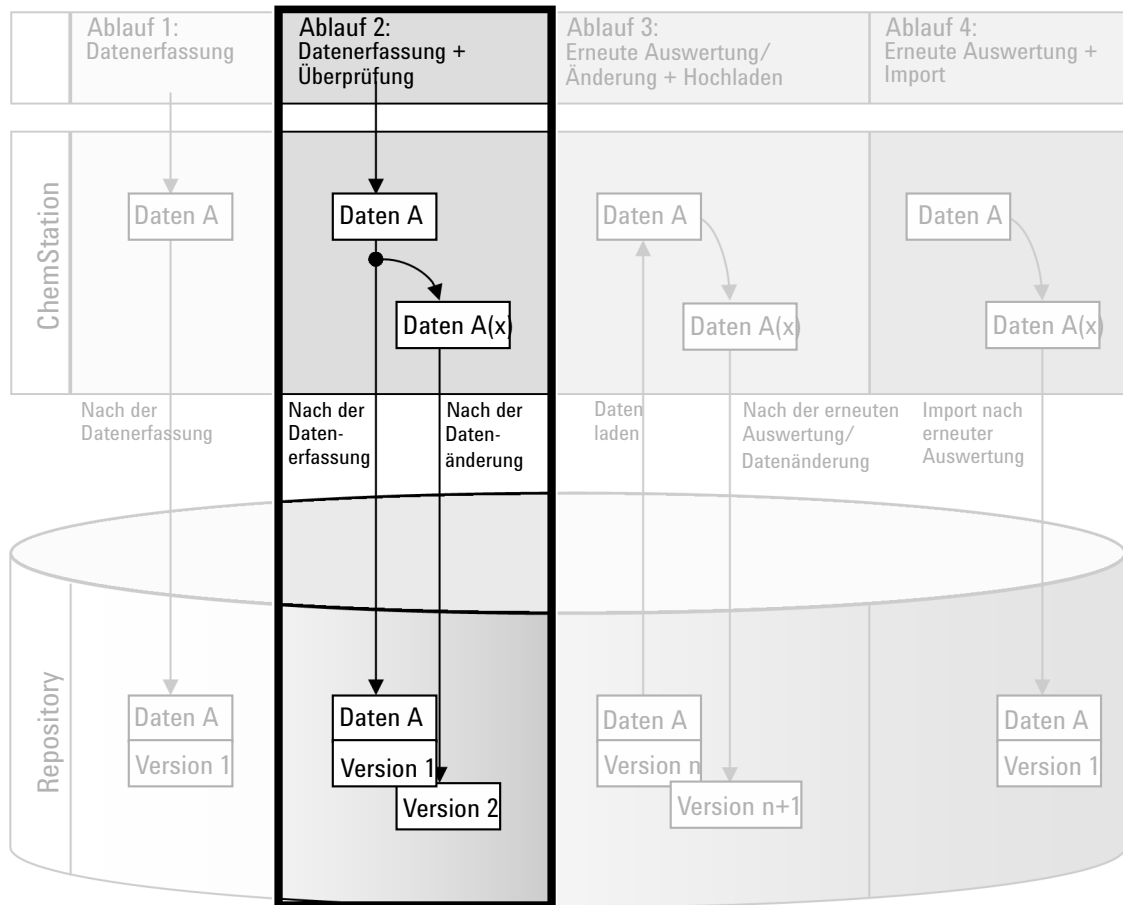 Ablauf 1:
Datenerfassung
Ablauf 2:
Datenerfassung +
Überprüfung
Ablauf 3:
Erneute Auswertung/
Änderung + Hochladen
Ablauf 4:
Erneute Auswertung +
Import
ChemStation
Daten A
Daten A
Daten A(x)
Daten A
Daten A(x)
Daten A
Daten A(x)
Nach der
Datenerfassung
Nach der
Daten-
erfassung
Nach der
Daten-
änderung
Daten
laden
Nach der erneuten
Auswertung/
Datenänderung
Import nach
erneuter
Auswertung
Repository
Daten A
Version 1
Daten A
Version 1
Version 2
Daten A
Version n
Version n+1
Daten A
Version 1